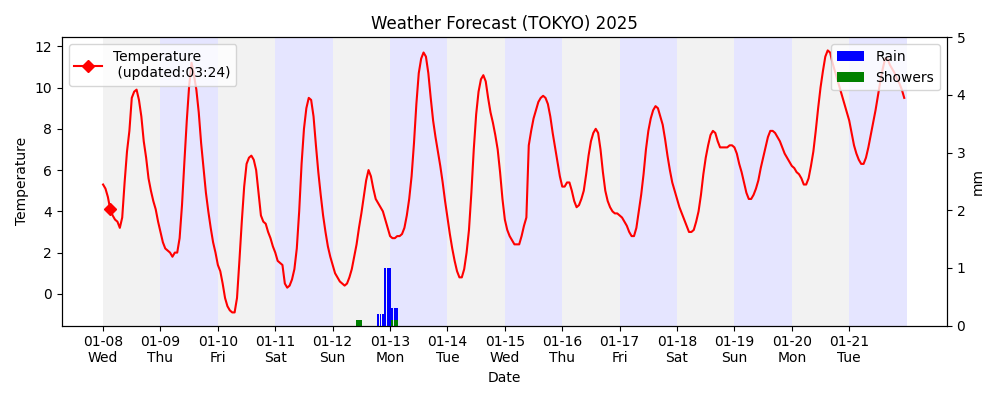 Weather Forecast (TOKYO) 2025
Temperature
(updated:03:24)
Rain
Showers
12
10
8
6
4
2
0
Temperature
5
4
3
2
1
0
mm
01-08 01-09 01-10 01-11 01-12 01-13 01-14 01-15 01-16 01-17 01-18 01-19 01-20 01-21
Wed Thu Fri Sat Sun Mon Tue Wed Thu Fri Sat Sun Mon Tue
Date